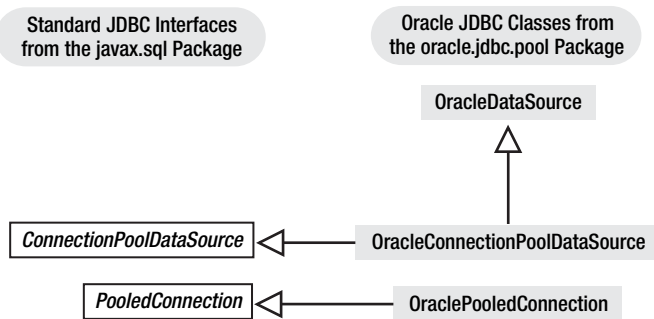 Standard JDBC Interfaces
from the javax.sql Package
Oracle JDBC Classes from
the oracle.jdbc.pool Package
OracleDataSource
ConnectionPoolDataSource
OracleConnectionPoolDataSource
PooledConnection
OraclePooledConnection